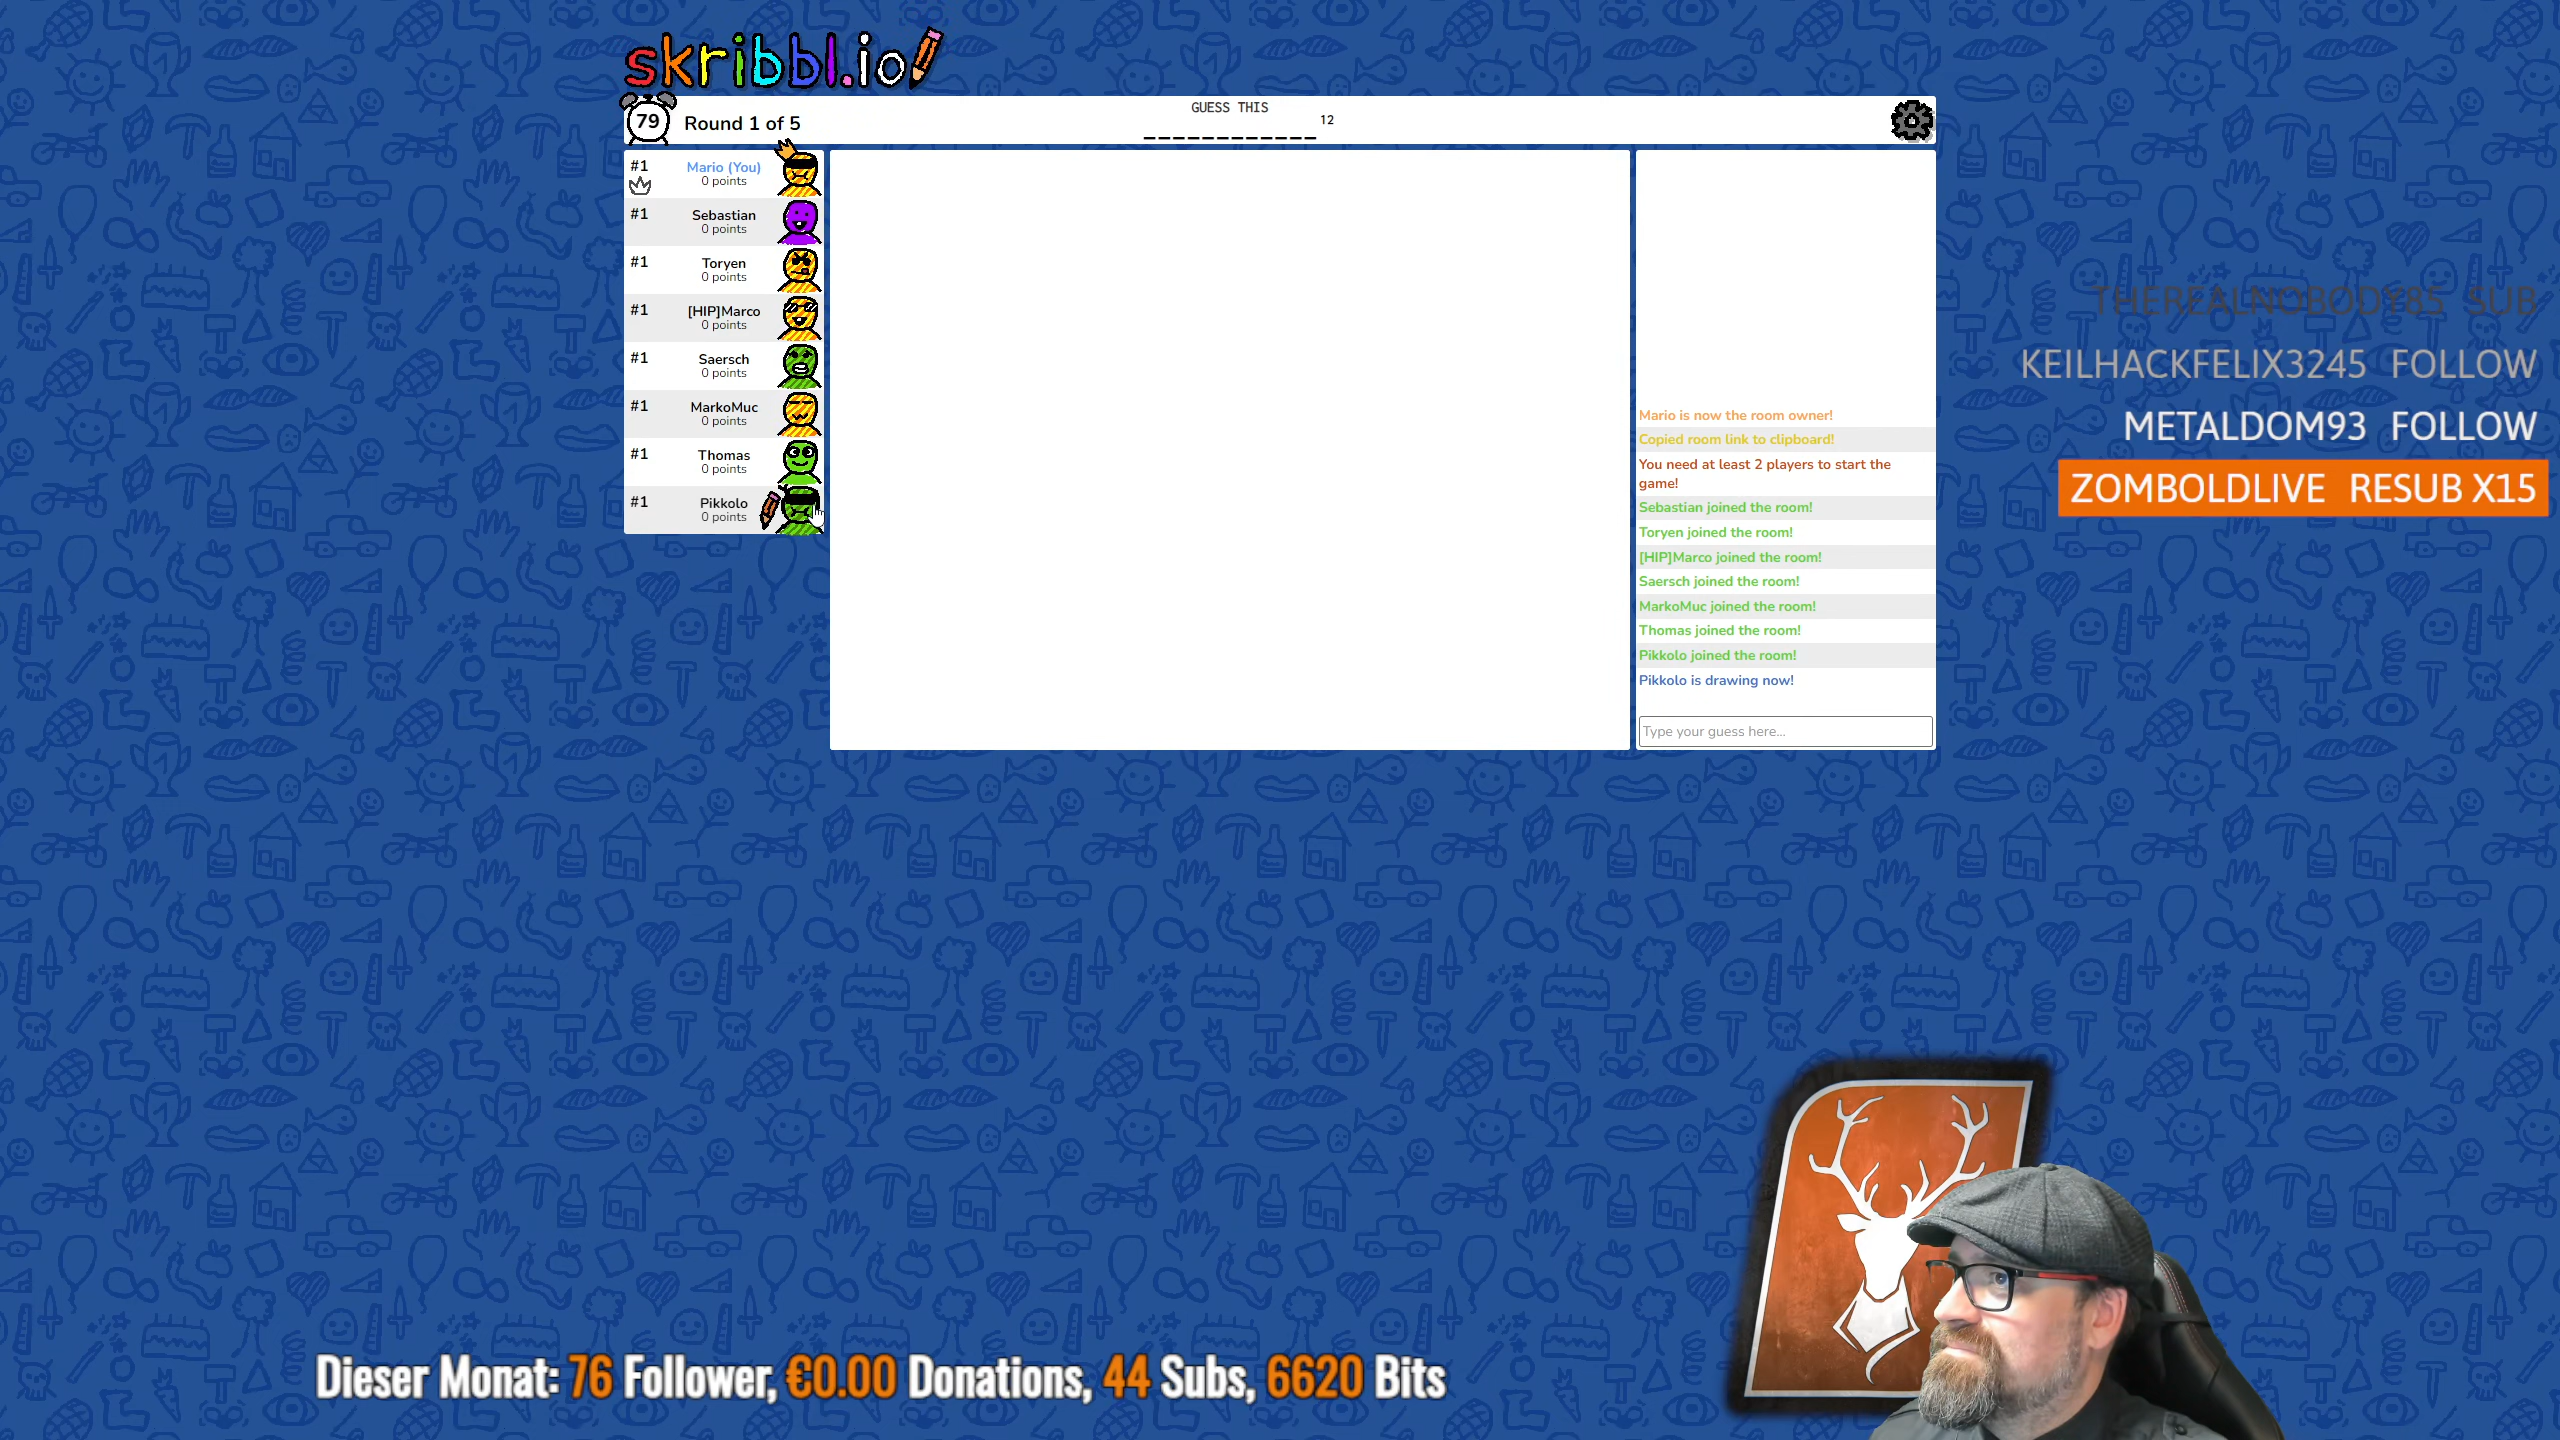 skribbl.io
GUESS THIS
79
Round 1 of 5
____________ 12
#1 Mario (You)
0 points
#1 Sebastian
0 points
#1 Toryen
0 points
#1 [HIP]Marco
0 points
#1 Saersch
0 points
#1 MarkoMuc
0 points
#1 Thomas
0 points
#1 Pikkolo
0 points
Mario is now the room owner!
Copied room link to clipboard!
You need at least 2 players to start the
game!
Sebastian joined the room!
Toryen joined the room!
[HIP]Marco joined the room!
Saersch joined the room!
MarkoMuc joined the room!
Thomas joined the room!
Pikkolo joined the room!
Pikkolo is drawing now!
Type your guess here...
THEREALNOBODY85 SUB
KEILHACKFELIX3245 FOLLOW
METALDOM93 FOLLOW
ZOMBOLDLIVE RESUB X15
Dieser Monat: 76 Follower, €0.00 Donations, 44 Subs, 6620 Bits